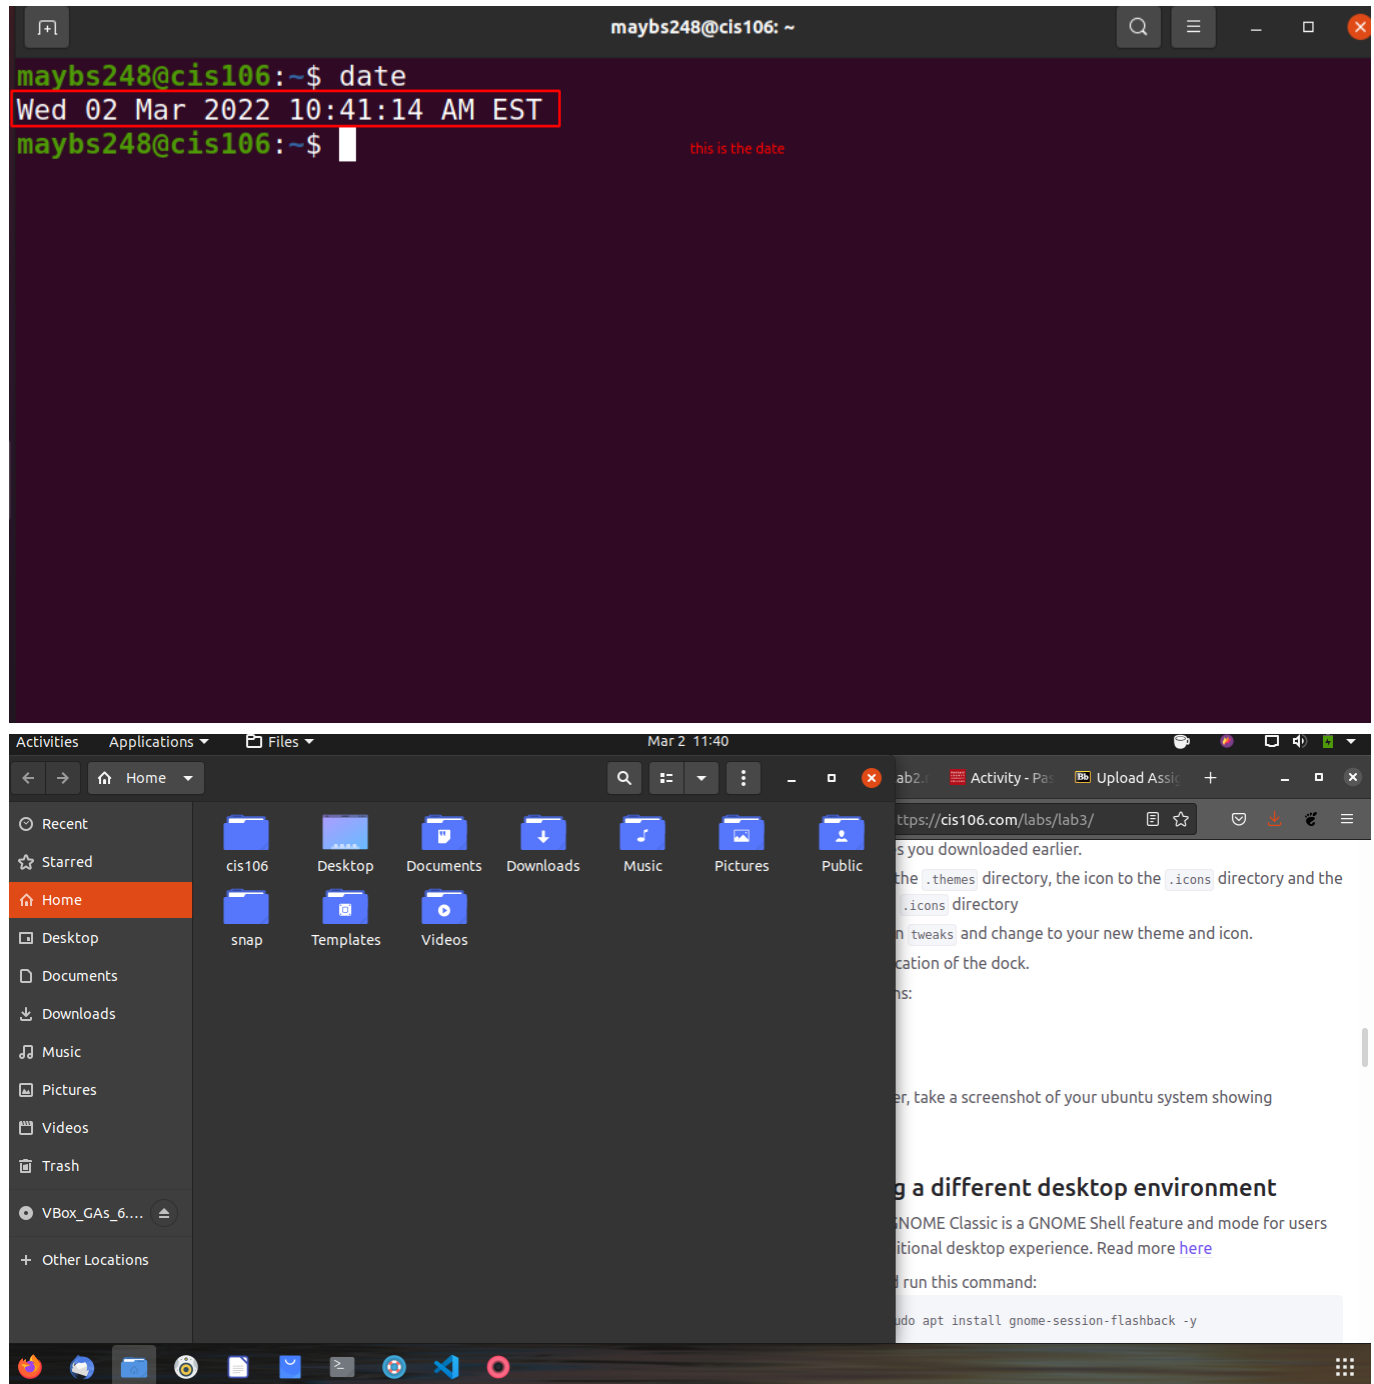 maybs248@cis106: ~
maybs248@cis106:~$ date
Wed 02 Mar 2022 10:41:14 AM EST
maybs248@cis106:~$
this is the date
Activities Applications Files Mar 2 11:40
Home
ab2. Activity - Pas Upload Assig
Recent
Starred
Home
Desktop
Documents
Downloads
Music
Pictures
Videos
Trash
VBox_GAs_6....
Other Locations
cis106 Desktop Documents Downloads Music Pictures Public
snap Templates Videos
ttps://cis106.com/labs/lab3/
s you downloaded earlier.
the .themes directory, the icon to the .icons directory and the
.icons directory
n tweaks and change to your new theme and icon.
cation of the dock.
ns:
er, take a screenshot of your ubuntu system showing
g a different desktop environment
GNOME Classic is a GNOME Shell feature and mode for users
itional desktop experience. Read more here
d run this command:
udo apt install gnome-session-flashback -y